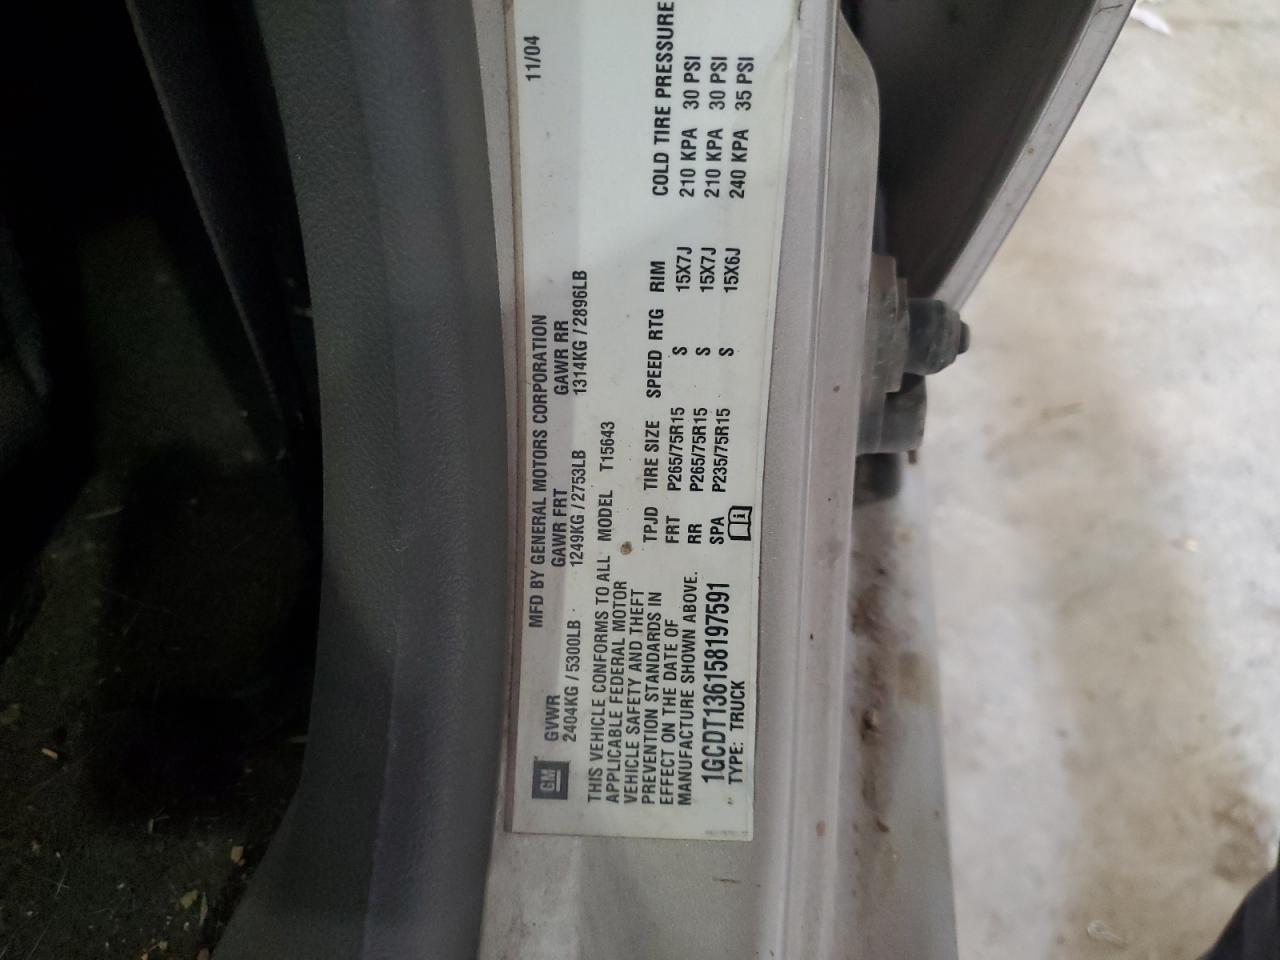 MFD BY GENERAL MOTORS CORPORATION 11/04
GVWR GAWR FRT GAWR RR
2404KG / 5300LB 1249KG / 2753LB 1314KG / 2896LB
GM
THIS VEHICLE CONFORMS TO ALL MODEL T15643
APPLICABLE FEDERAL MOTOR
VEHICLE SAFETY AND THEFT
PREVENTION STANDARDS IN
EFFECT ON THE DATE OF
MANUFACTURE SHOWN ABOVE.
TPJD TIRE SIZE SPEED RTG RIM COLD TIRE PRESSURE
FRT P265/75R15 S 15X7J 210 KPA 30 PSI
RR P265/75R15 S 15X7J 210 KPA 30 PSI
SPA P235/75R15 S 15X6J 240 KPA 35 PSI
1GCDT136158197591
TYPE: TRUCK